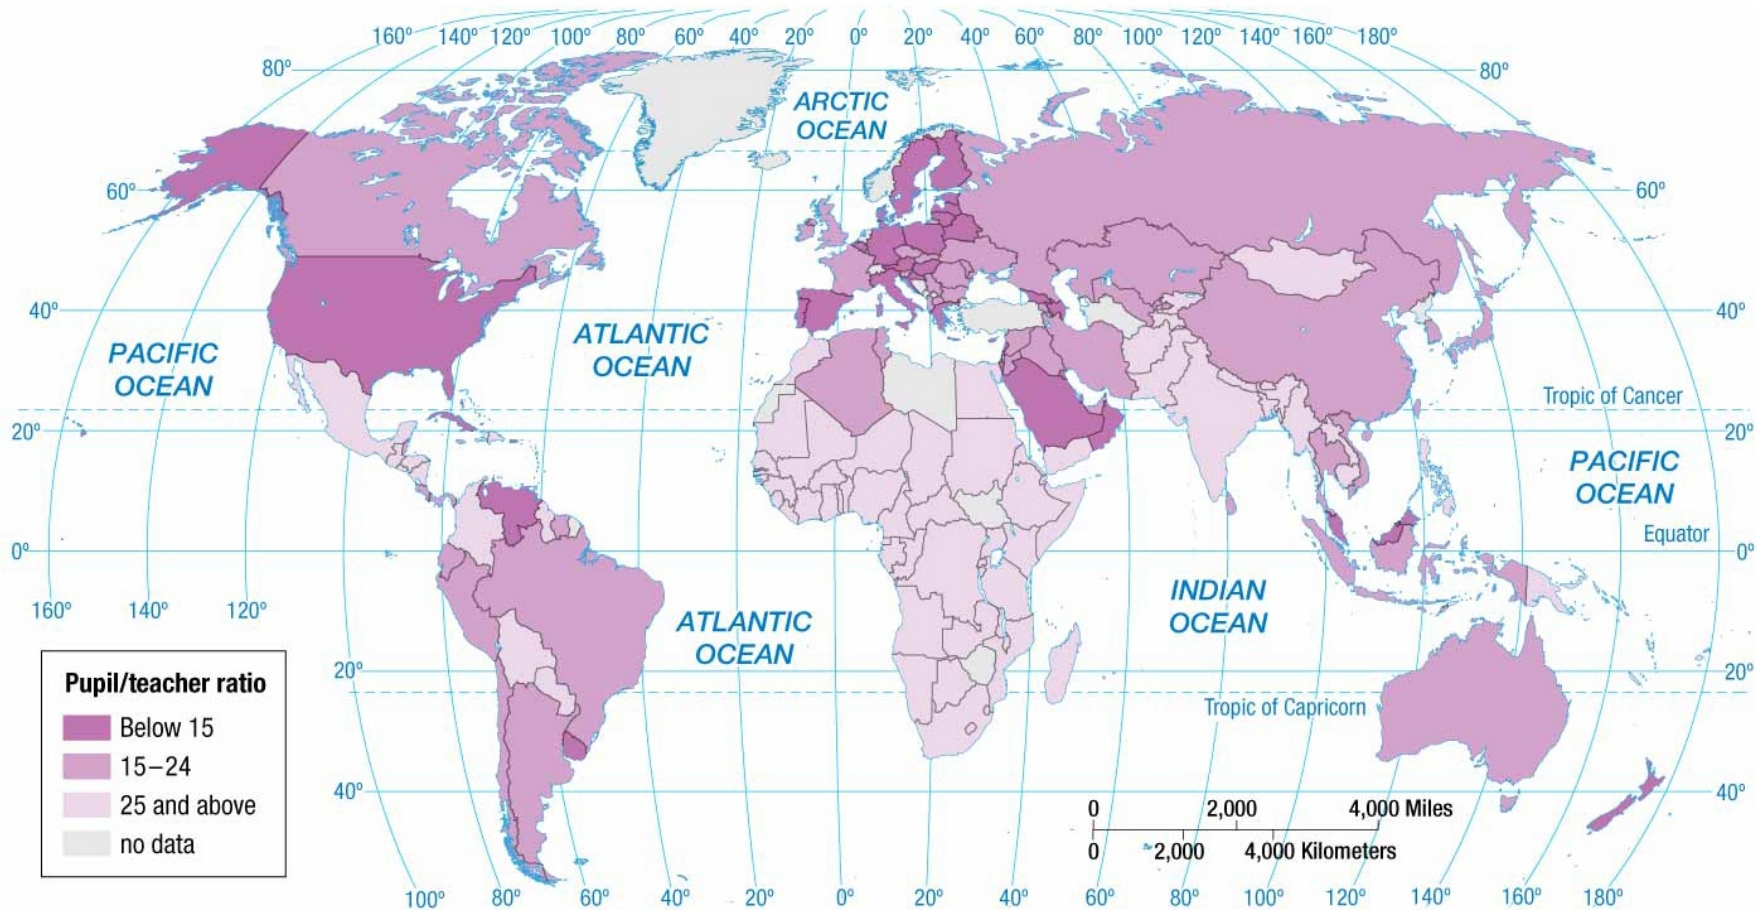 160° 140° 120° 100° 80° 60° 40° 20° 0° 20° 40° 60° 80° 100° 120° 140° 160° 180°
80° 80°
ARCTIC
OCEAN
60° 60°
40° 40°
ATLANTIC
OCEAN
PACIFIC
OCEAN
Tropic of Cancer
20° 20°
PACIFIC
OCEAN
Equator
0° 0°
160° 140° 120°
INDIAN
OCEAN
ATLANTIC
OCEAN
20° 20°
Tropic of Capricorn
Pupil/teacher ratio
Below 15
15–24
25 and above
no data
40° 40°
0 2,000 4,000 Miles
0 2,000 4,000 Kilometers
100° 80° 60° 40° 20° 0° 20° 40° 60° 80° 100° 120° 140° 160° 180°